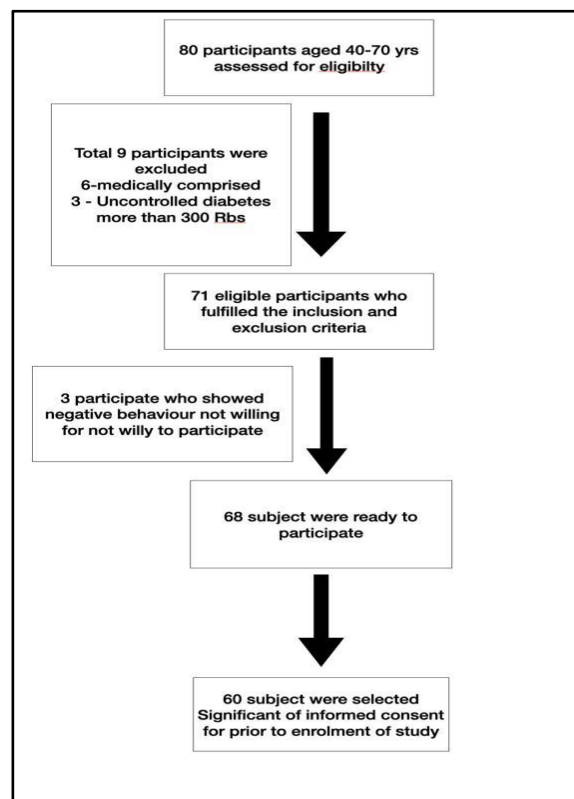 80 participants aged 40-70 yrs
assessed for eligibilty
Total 9 participants were
excluded
6-medically comprised
3 - Uncontrolled diabetes
more than 300 Rbs
71 eligible participants who
fulfilled the inclusion and
exclusion criteria
3 participate who showed
negative behaviour not willing
for not willy to participate
68 subject were ready to
participate
60 subject were selected
Significant of informed consent
for prior to enrolment of study